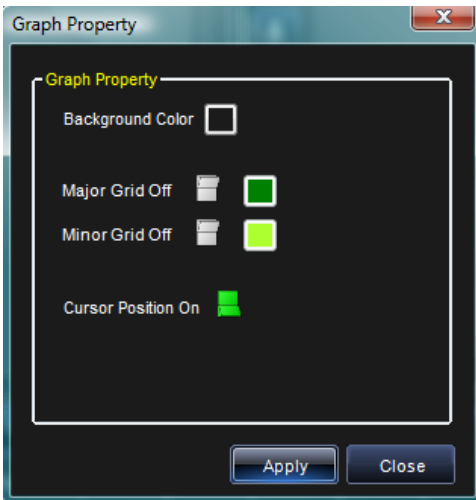 Graph Property
Graph Property
Background Color
Major Grid Off
Minor Grid Off
Cursor Position On
Apply Close